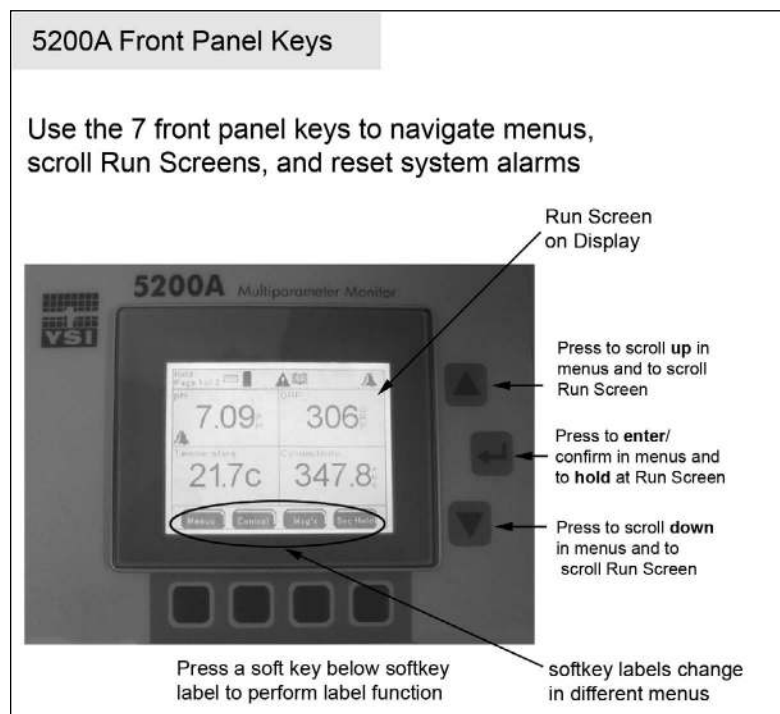 5200A Front Panel Keys
Use the 7 front panel keys to navigate menus,
scroll Run Screens, and reset system alarms
Run Screen
on Display
5200A Multiparameter Monitor
YSI
Press to scroll up in
menus and to scroll
Run Screen
Press to enter/
confirm in menus and
to hold at Run Screen
Press to scroll down
in menus and to
scroll Run Screen
Hold
pH
7.09
306
21.7c
347.8
Menus
Msg's
Press a soft key below softkey
label to perform label function
softkey labels change
in different menus